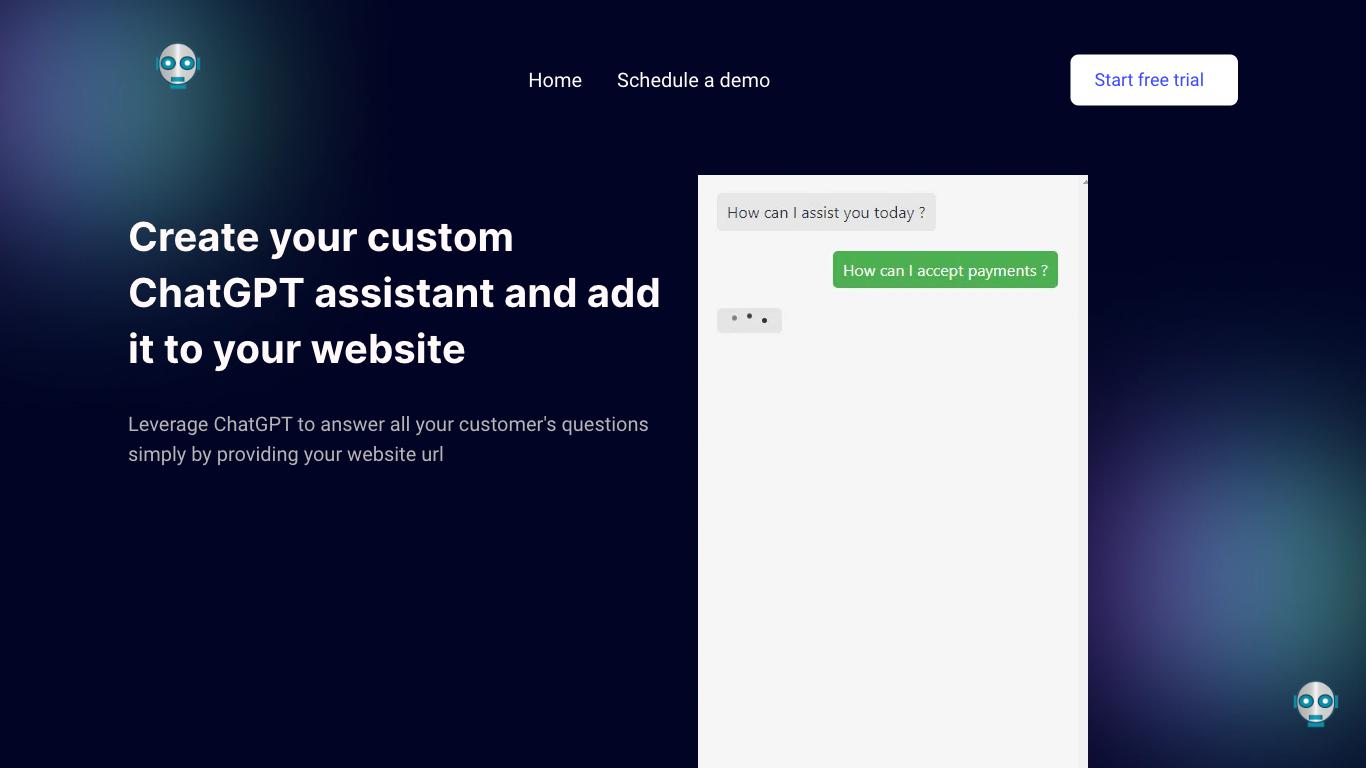 Home
Schedule a demo
Start free trial
Create your custom
ChatGPT assistant and add
it to your website
Leverage ChatGPT to answer all your customer's questions
simply by providing your website url
How can I assist you today ?
How can I accept payments ?